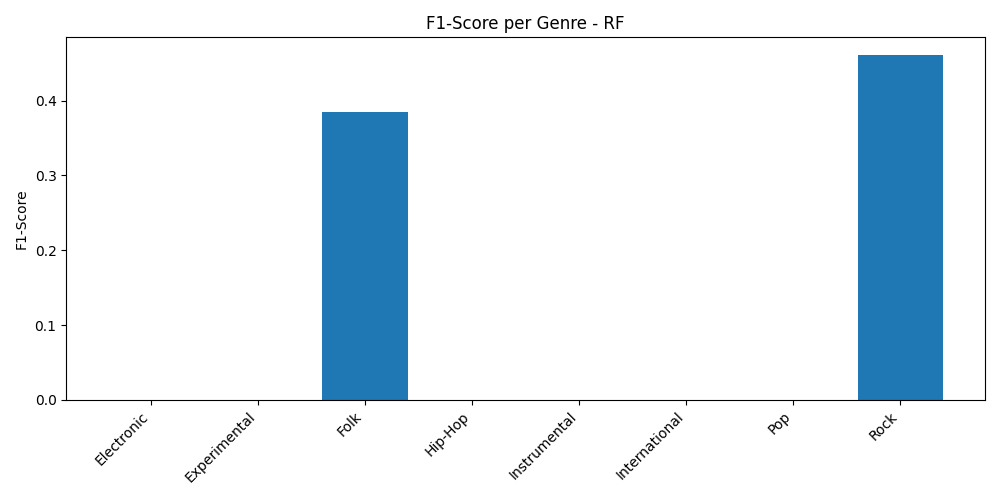 F1-Score per Genre - RF
F1-Score
0.4
0.3
0.2
0.1
0.0
Electronic
Experimental
Folk
Hip-Hop
Instrumental
International
Pop
Rock